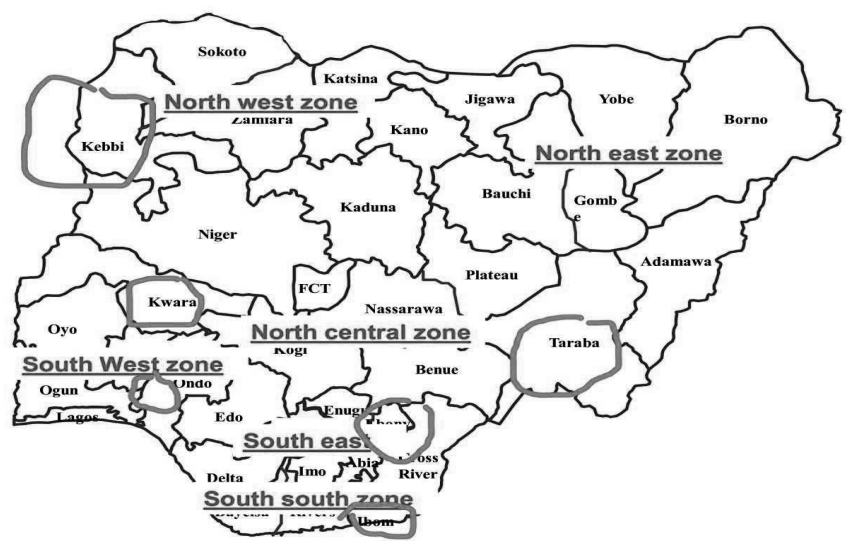 Sokoto
Katsina
North west zone
Jigawa
Yobe
Zamfara
Kano
Borno
Kebbi
North east zone
Bauchi
Gomb
e
Kaduna
Niger
Adamawa
Plateau
FCT
Kwara
Nassarawa
Oyo
North central zone
Taraba
Kogi
South West zone
Benue
Ondo
Ogun
Enugu
Lagos
Edo
South east
Abia
Cross
River
Imo
Delta
South south zone
Ibom